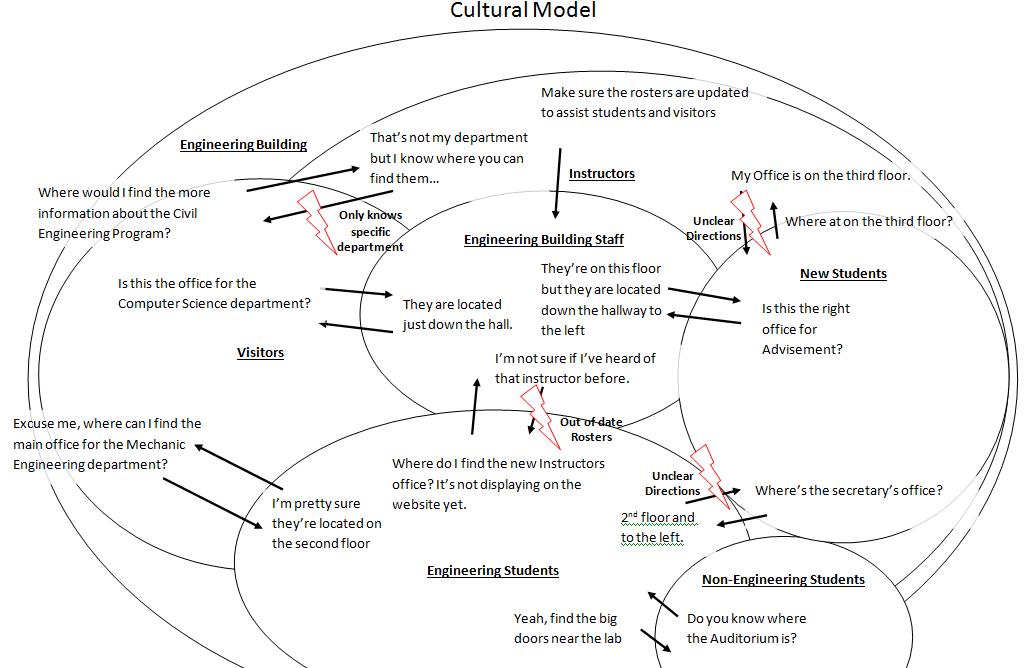 Cultural Model
Make sure the rosters are updated
to assist students and visitors
Engineering Building
That's not my department
but I know where you can
find them...
Instructors
My Office is on the third floor.
Where would I find the more
information about the Civil
Engineering Program?
Only knows
specific
department
Unclear
Directions
Where at on the third floor?
Engineering Building Staff
New Students
Is this the office for the
Computer Science department?
They are located
just down the hall.
They're on this floor
but they are located
down the hallway to
the left
Is this the right
office for
Advisement?
Visitors
I'm not sure if I've heard of
that instructor before.
Out of date
Rosters
Excuse me, where can I find the
main office for the Mechanic
Engineering department?
Where do I find the new Instructors
office? It's not displaying on the
website yet.
Unclear
Directions
Where's the secretary's office?
I'm pretty sure
they're located on
the second floor
2nd floor and
to the left.
Engineering Students
Non-Engineering Students
Yeah, find the big
doors near the lab
Do you know where
the Auditorium is?